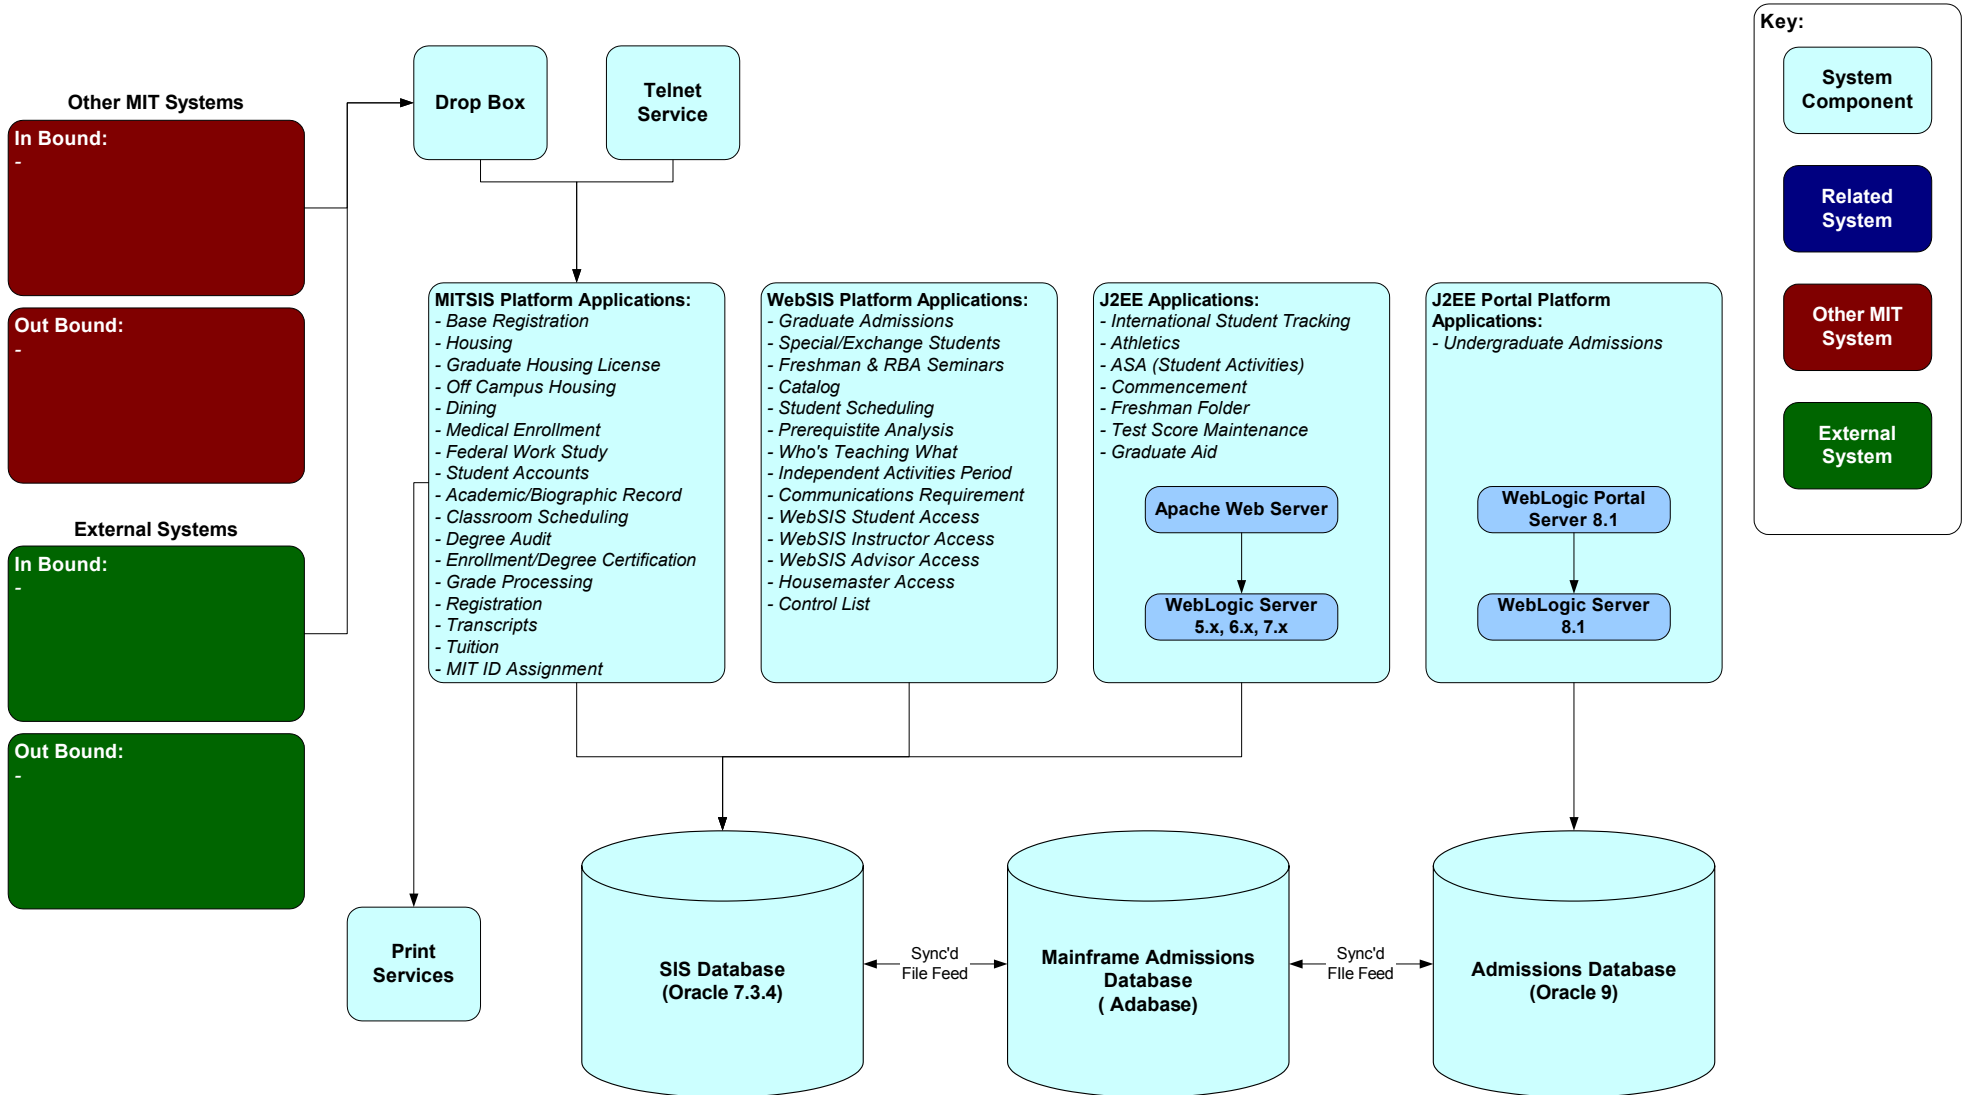 Key:
System
Component
Related
System
Other MIT
System
External
System
Drop Box
Telnet
Service
Other MIT Systems
In Bound:
-
Out Bound:
-
External Systems
In Bound:
-
Out Bound:
-
MITSIS Platform Applications:
- Base Registration
- Housing
- Graduate Housing License
- Off Campus Housing
- Dining
- Medical Enrollment
- Federal Work Study
- Student Accounts
- Academic/Biographic Record
- Classroom Scheduling
- Degree Audit
- Enrollment/Degree Certification
- Grade Processing
- Registration
- Transcripts
- Tuition
- MIT ID Assignment
WebSIS Platform Applications:
- Graduate Admissions
- Special/Exchange Students
- Freshman & RBA Seminars
- Catalog
- Student Scheduling
- Prerequistite Analysis
- Who's Teaching What
- Independent Activities Period
- Communications Requirement
- WebSIS Student Access
- WebSIS Instructor Access
- WebSIS Advisor Access
- Housemaster Access
- Control List
J2EE Applications:
- International Student Tracking
- Athletics
- ASA (Student Activities)
- Commencement
- Freshman Folder
- Test Score Maintenance
- Graduate Aid
Apache Web Server
WebLogic Server
5.x, 6.x, 7.x
J2EE Portal Platform
Applications:
- Undergraduate Admissions
WebLogic Portal
Server 8.1
WebLogic Server
8.1
Print
Services
SIS Database
(Oracle 7.3.4)
Sync'd
File Feed
Mainframe Admissions
Database
( Adabase)
Sync'd
FIle Feed
Admissions Database
(Oracle 9)